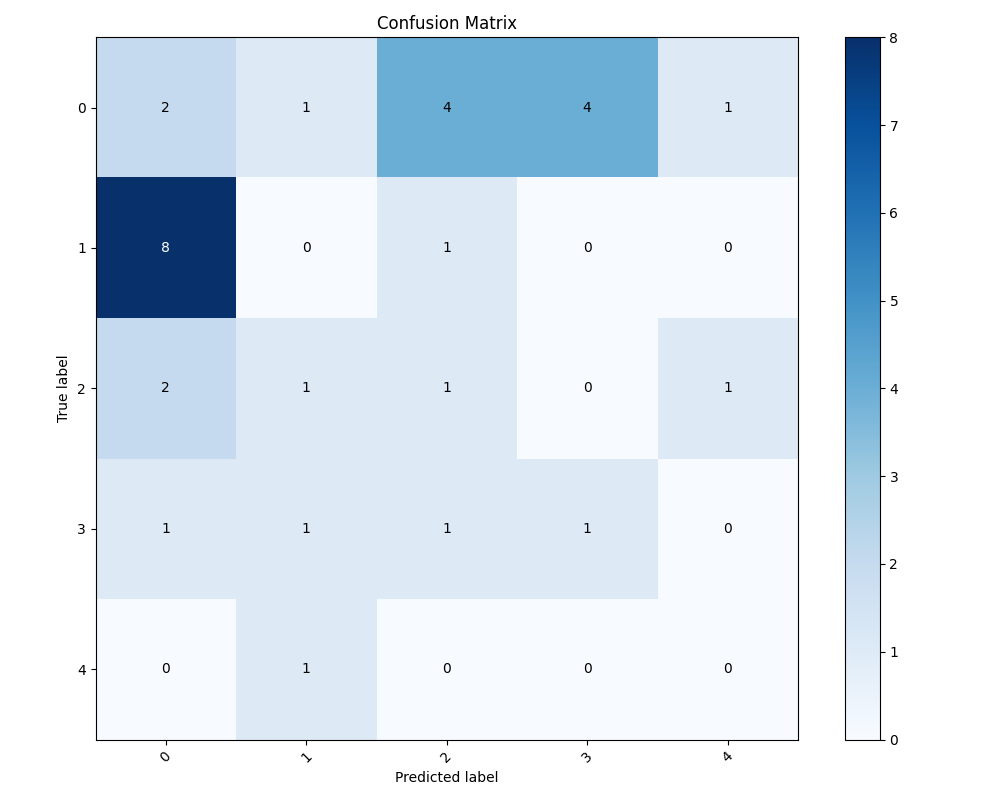 Confusion Matrix
0 2 1 4 4 1
1 8 0 1 0 0
2 2 1 1 0 1
3 1 1 1 1 0
4 0 1 0 0 0
0 1 2 3 4
True label
Predicted label
8
7
6
5
4
3
2
1
0